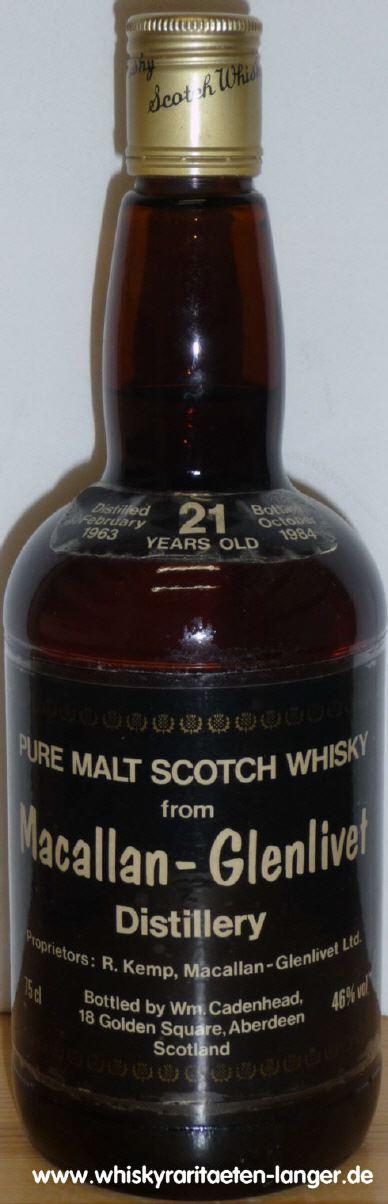 Scotch Whisky
Distilled
February
1963
21
YEARS OLD
October
1984
PURE MALT SCOTCH WHISKY
from
Macallan-Glenlivet
Distillery
Proprietors: R. Kemp, Macallan-Glenlivet Ltd.
75 cl
Bottled by Wm. Cadenhead,
18 Golden Square, Aberdeen
Scotland
46% vol
www.whiskyraritaeten-langer.de